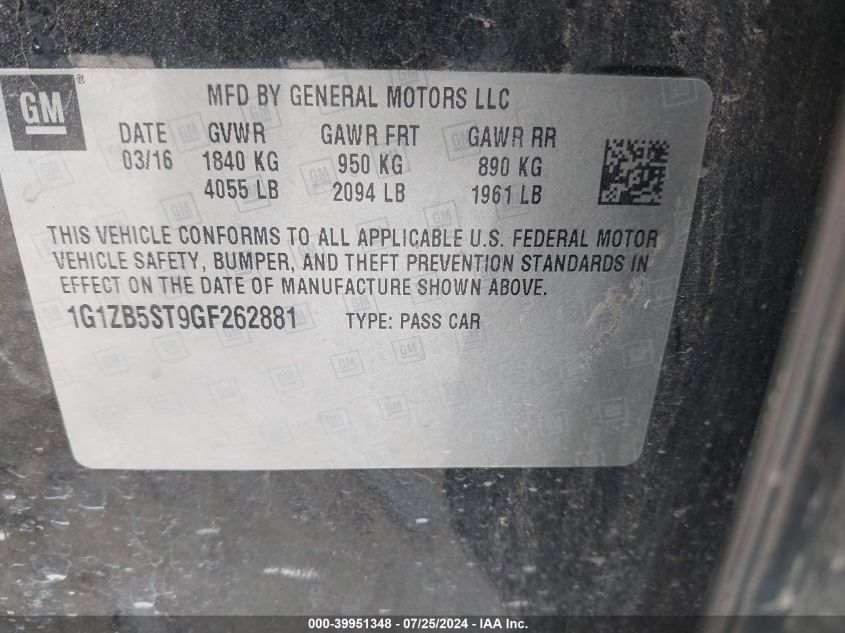 GM®
MFD BY GENERAL MOTORS LLC
DATE GVWR GAWR FRT GAWR RR
03/16 1840 KG 950 KG 890 KG
4055 LB 2094 LB 1961 LB
THIS VEHICLE CONFORMS TO ALL APPLICABLE U.S. FEDERAL MOTOR
VEHICLE SAFETY, BUMPER, AND THEFT PREVENTION STANDARDS IN
EFFECT ON THE DATE OF MANUFACTURE SHOWN ABOVE.
1G1ZB5ST9GF262881 TYPE: PASS CAR
000-39951348 - 07/25/2024 - IAA Inc.